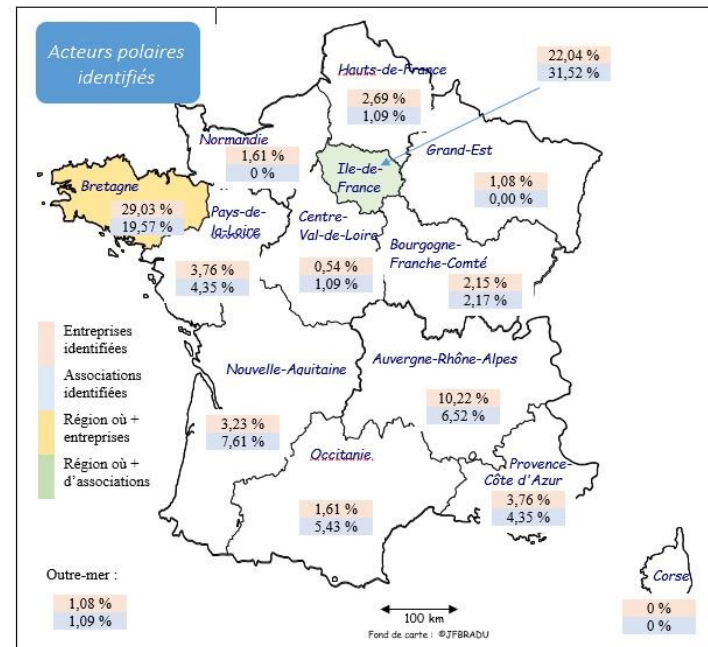 Acteurs polaires
identifiés
22,04 %
31,52 %
Hauts-de-France
2,69 %
1,09 %
Normandie
1,61 %
0 %
Ile-de-
France
Grand-Est
1,08 %
0,00 %
Bretagne
29,03 %
19,57 %
Pays-de-
la-Loire
3,76 %
4,35 %
Centre-
Val-de-Loire
0,54 %
1,09 %
Bourgogne-
Franche-Comté
2,15 %
2,17 %
Entreprises
identifiées
Associations
identifiées
Région où +
entreprises
Région où +
d'associations
Nouvelle-Aquitaine
3,23 %
7,61 %
Auvergne-Rhône-Alpes
10,22 %
6,52 %
Occitanie
1,61 %
5,43 %
Provence-
Côte d'Azur
3,76 %
4,35 %
Corse
0 %
0 %
Outre-mer :
1,08 %
1,09 %
100 km
Fond de carte : ©JFBRADU